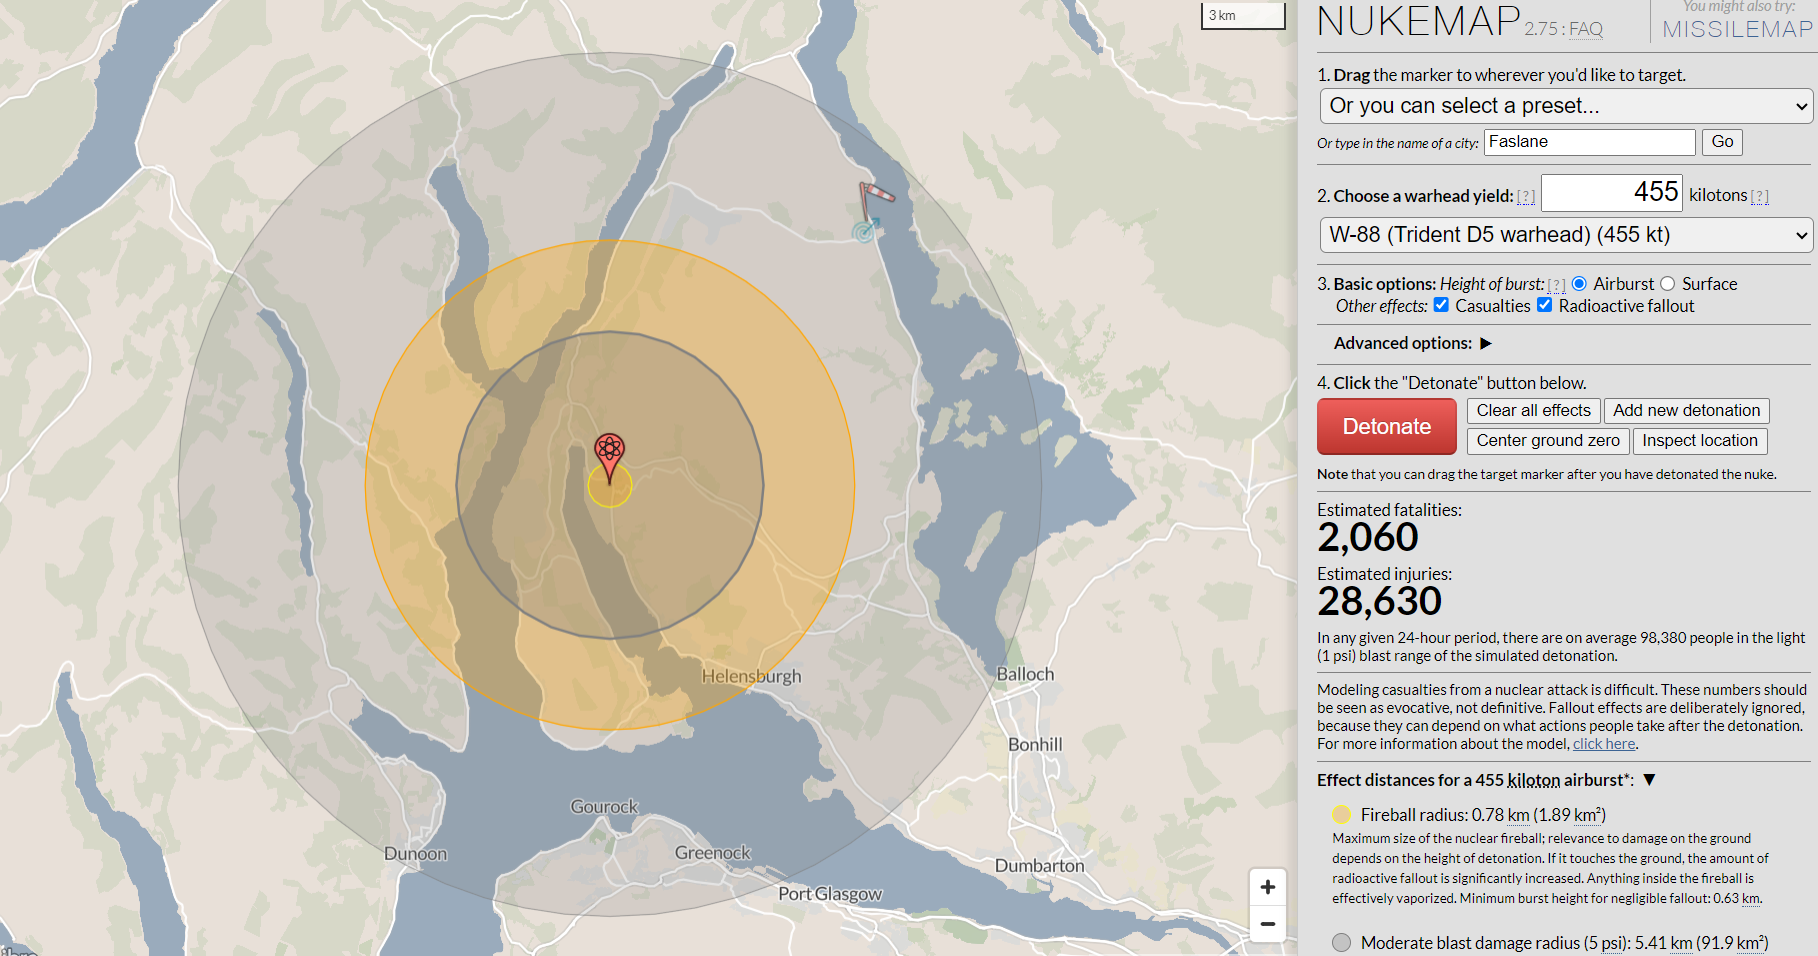 3 km
Helensburgh
Balloch
Bonhill
Gourock
Dunoon
Greenock
Dumbarton
Port Glasgow
+
−
NUKEMAP 2.75 : FAQ
You might also try:
MISSILEMAP
1. Drag the marker to wherever you'd like to target.
Or you can select a preset...
Or type in the name of a city: Faslane Go
2. Choose a warhead yield: [?] 455 kilotons [?]
W-88 (Trident D5 warhead) (455 kt)
3. Basic options: Height of burst: [?] Airburst Surface
Other effects: Casualties Radioactive fallout
Advanced options: ▶
4. Click the "Detonate" button below.
Detonate
Clear all effects Add new detonation
Center ground zero Inspect location
Note that you can drag the target marker after you have detonated the nuke.
Estimated fatalities:
2,060
Estimated injuries:
28,630
In any given 24-hour period, there are on average 98,380 people in the light
(1 psi) blast range of the simulated detonation.
Modeling casualties from a nuclear attack is difficult. These numbers should
be seen as evocative, not definitive. Fallout effects are deliberately ignored,
because they can depend on what actions people take after the detonation.
For more information about the model, click here.
Effect distances for a 455 kiloton airburst*: ▼
Fireball radius: 0.78 km (1.89 km²)
Maximum size of the nuclear fireball; relevance to damage on the ground
depends on the height of detonation. If it touches the ground, the amount of
radioactive fallout is significantly increased. Anything inside the fireball is
effectively vaporized. Minimum burst height for negligible fallout: 0.63 km.
Moderate blast damage radius (5 psi): 5.41 km (91.9 km²)